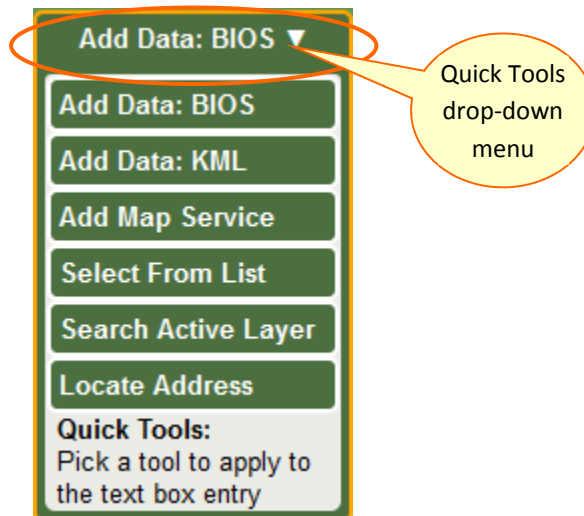 Add Data: BIOS ▼
Quick Tools
drop-down
menu
Add Data: BIOS
Add Data: KML
Add Map Service
Select From List
Search Active Layer
Locate Address
Quick Tools:
Pick a tool to apply to
the text box entry